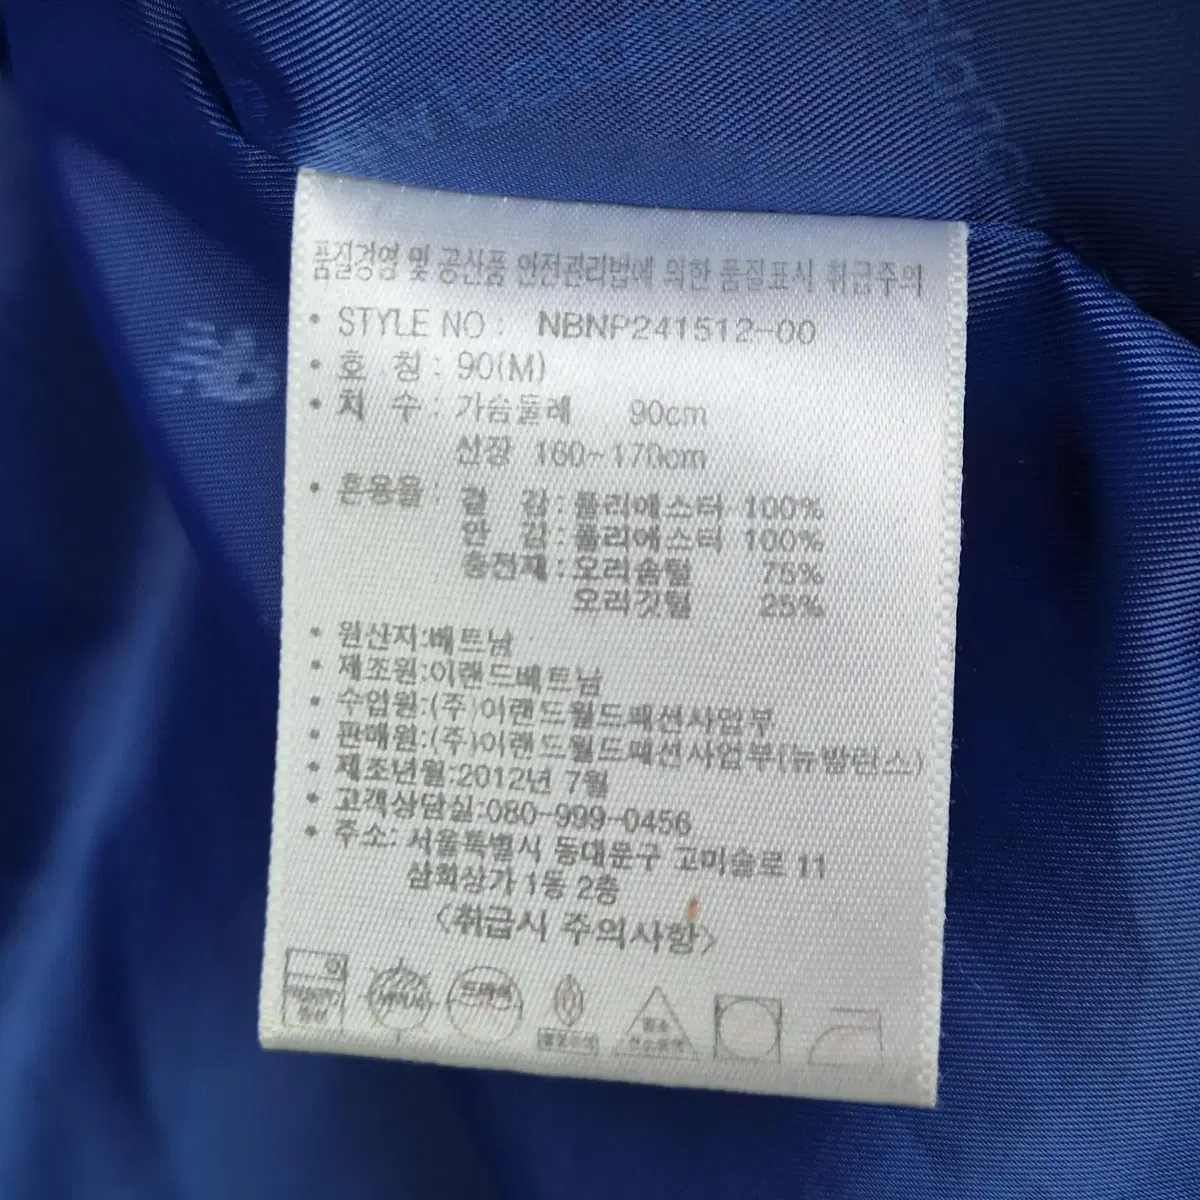 품질경영 및 공산품 안전관리법에 의한 품질표시 취급주의
• STYLE NO : NBNP241512-00
• 호 칭 : 90(M)
• 치 수 : 가슴둘레 90cm
신장 160~170cm
• 혼용율 : 겉 감 : 폴리에스터 100%
안 감 : 폴리에스터 100%
충전재 : 오리솜털 75%
오리깃털 25%
• 원산지:베트남
• 제조원:이랜드베트남
• 수입원:(주)이랜드월드패션사업부
• 판매원:(주)이랜드월드패션사업부(뉴발란스)
• 제조년월:2012년 7월
• 고객상담실:080-999-0456
• 주소: 서울특별시 동대문구 고미술로 11
삼희상가 1동 2층
<취급시 주의사항>
드라이